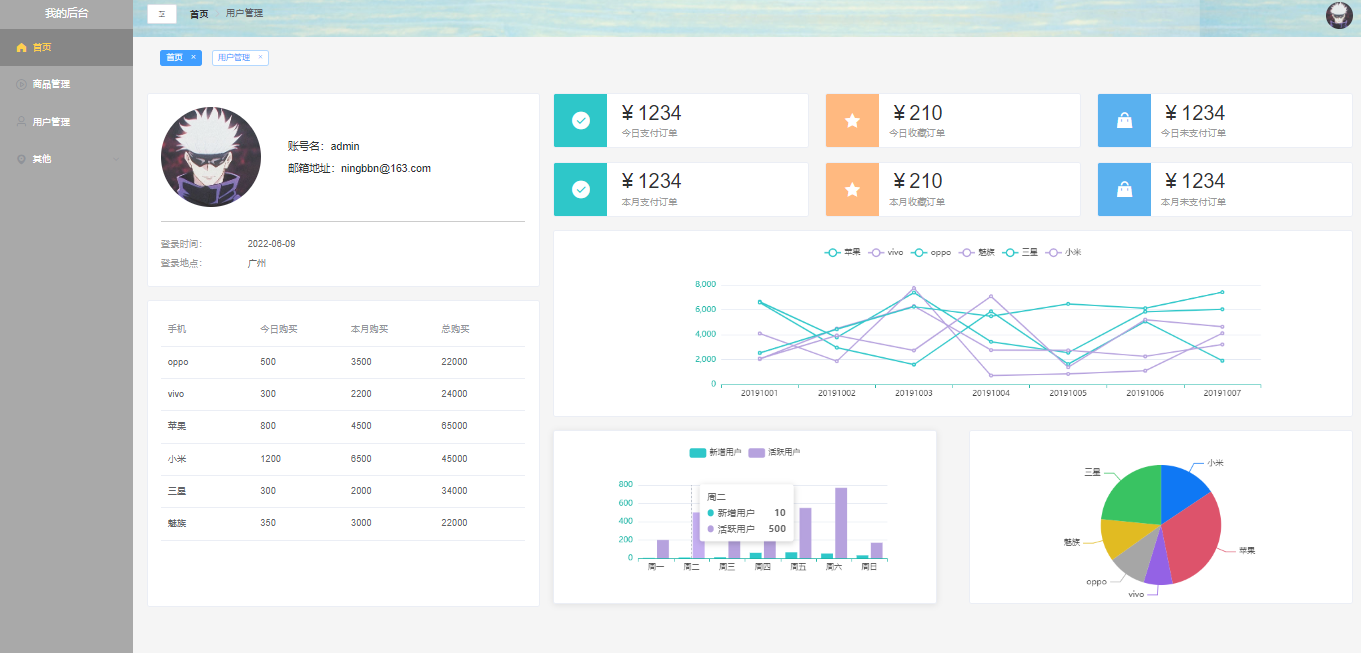 我的后台
首页
商品管理
用户管理
其他
首页 用户管理
首页 × 用户管理 ×
账号名：admin
邮箱地址：ningbbn@163.com
登录时间： 2022-06-09
登录地点： 广州
手机 今日购买 本月购买 总购买
oppo 500 3500 22000
vivo 300 2200 24000
苹果 800 4500 65000
小米 1200 6500 45000
三星 300 2000 34000
魅族 350 3000 22000
¥ 1234
今日支付订单
¥ 210
今日收藏订单
¥ 1234
今日未支付订单
¥ 1234
本月支付订单
¥ 210
本月收藏订单
¥ 1234
本月未支付订单
苹果 vivo oppo 魅族 三星 小米
8,000
6,000
4,000
2,000
0
20191001 20191002 20191003 20191004 20191005 20191006 20191007
新增用户 活跃用户
800
600
400
200
0
周二
新增用户 10
活跃用户 500
周一 周二 周三 周四 周五 周六 周日
小米
三星
魅族
苹果
oppo
vivo